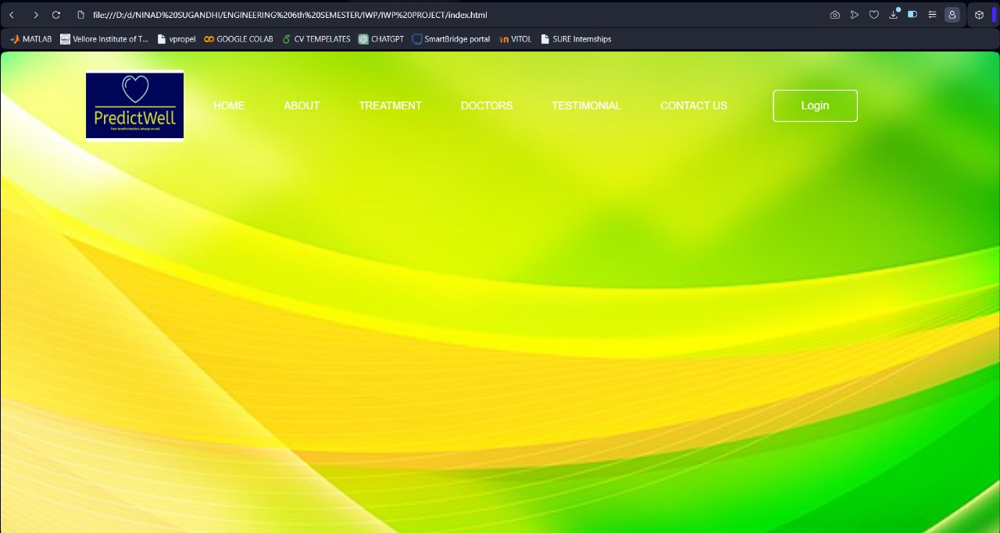 file:///D:/d/NINAD%20SUGANDHI/ENGINEERING%206th%20SEMESTER/IWP/IWP%20PROJECT/index.html
MATLAB Vellore Institute of T... vpropel GOOGLE COLAB CV TEMPELATES CHATGPT SmartBridge portal VITOL SURE Internships
PredictWell
HOME ABOUT TREATMENT DOCTORS TESTIMONIAL CONTACT US Login